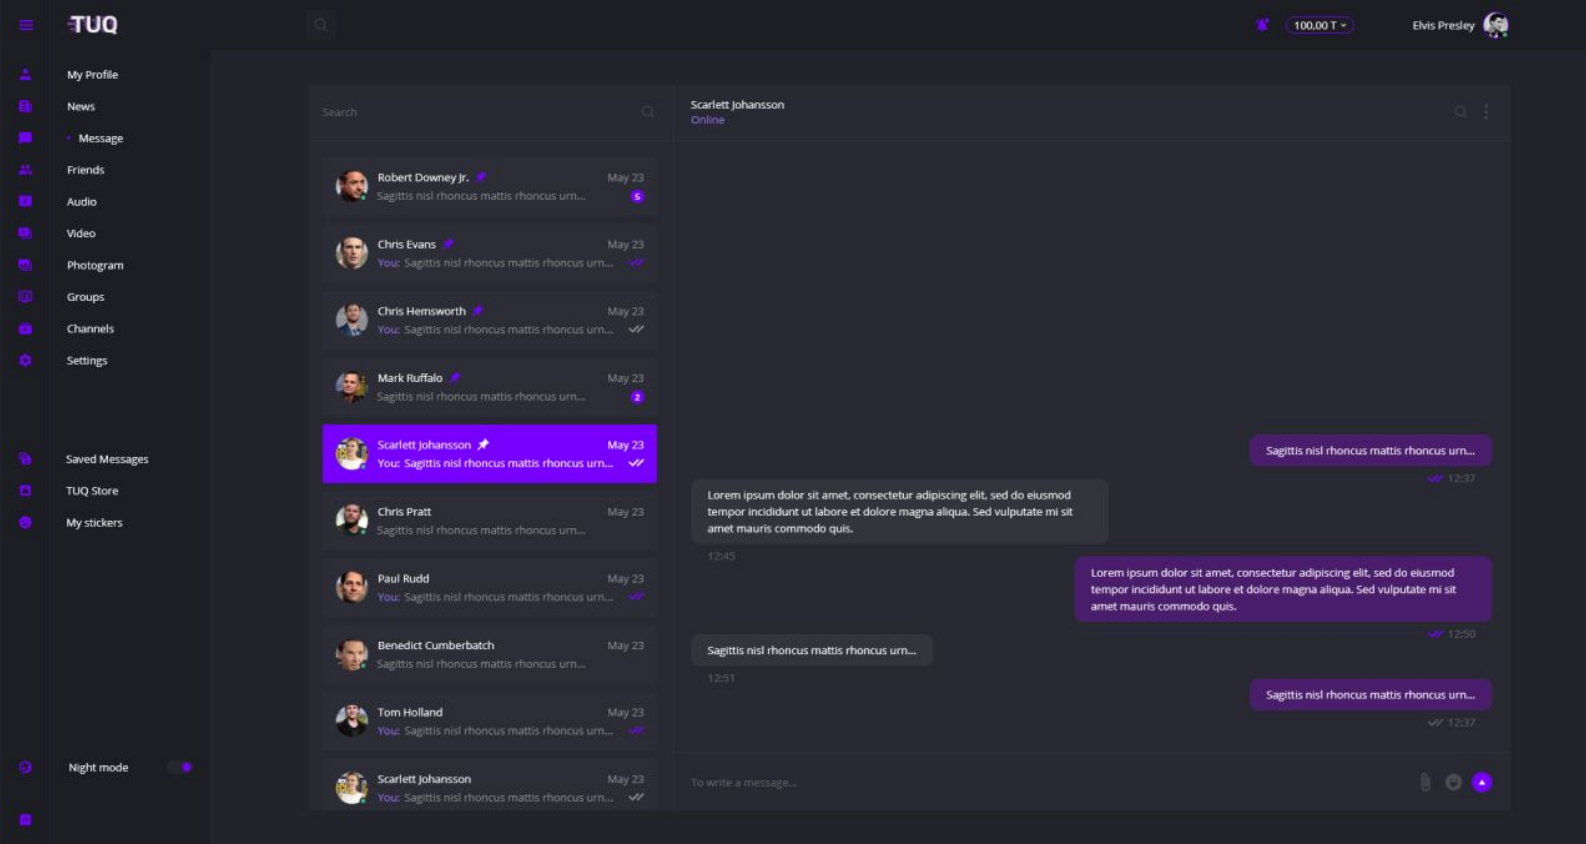 TUQ
100,00 T
Elvis Presley
My Profile
News
Message
Friends
Audio
Video
Photogram
Groups
Channels
Settings
Saved Messages
TUQ Store
My stickers
Night mode
Search
Robert Downey Jr.
May 23
Sagittis nisl rhoncus mattis rhoncus urn...
5
Chris Evans
May 23
You: Sagittis nisl rhoncus mattis rhoncus urn...
Chris Hemsworth
May 23
You: Sagittis nisl rhoncus mattis rhoncus urn...
Mark Ruffalo
May 23
Sagittis nisl rhoncus mattis rhoncus urn...
2
Scarlett Johansson
May 23
You: Sagittis nisl rhoncus mattis rhoncus urn...
Chris Pratt
May 23
Sagittis nisl rhoncus mattis rhoncus urn...
Paul Rudd
May 23
You: Sagittis nisl rhoncus mattis rhoncus urn...
Benedict Cumberbatch
May 23
Sagittis nisl rhoncus mattis rhoncus urn...
Tom Holland
May 23
You: Sagittis nisl rhoncus mattis rhoncus urn...
Scarlett Johansson
May 23
You: Sagittis nisl rhoncus mattis rhoncus urn...
Scarlett Johansson
Online
Sagittis nisl rhoncus mattis rhoncus urn...
12:37
Lorem ipsum dolor sit amet, consectetur adipiscing elit, sed do eiusmod
tempor incididunt ut labore et dolore magna aliqua. Sed vulputate mi sit
amet mauris commodo quis.
12:45
Lorem ipsum dolor sit amet, consectetur adipiscing elit, sed do eiusmod
tempor incididunt ut labore et dolore magna aliqua. Sed vulputate mi sit
amet mauris commodo quis.
12:50
Sagittis nisl rhoncus mattis rhoncus urn...
12:51
Sagittis nisl rhoncus mattis rhoncus urn...
12:37
To write a message...